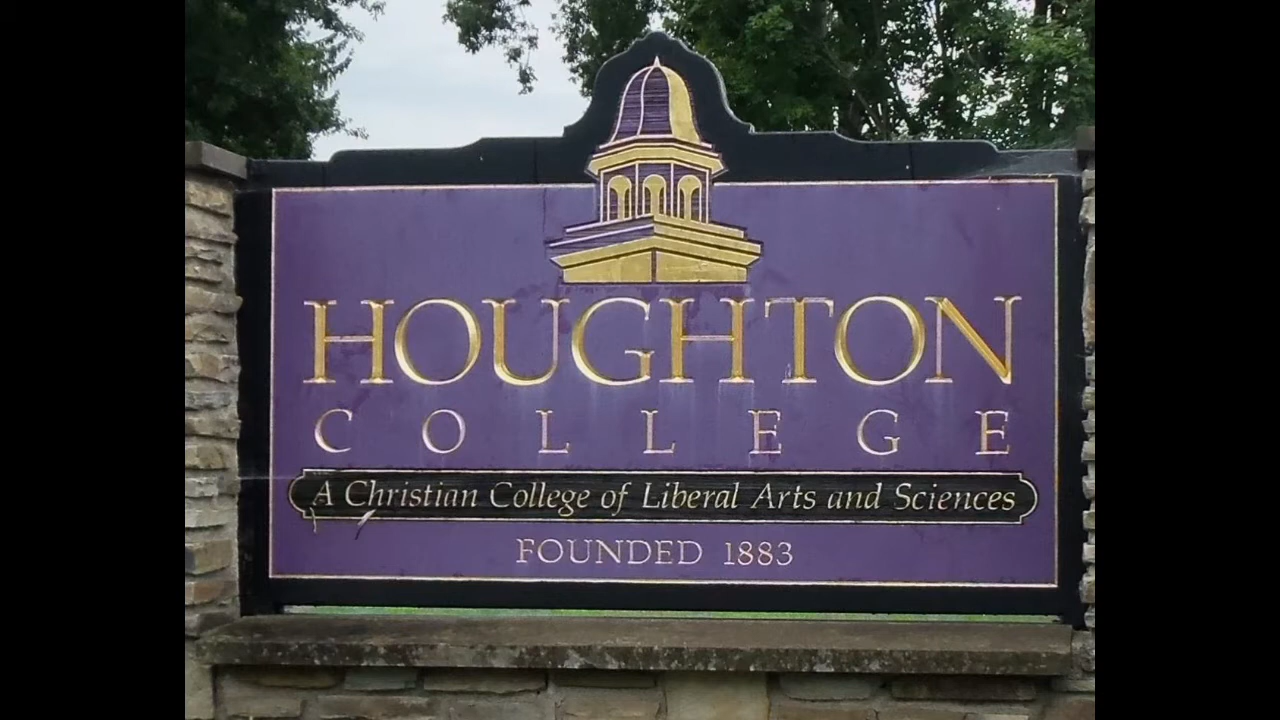 HOUGHTON
COLLEGE
A Christian College of Liberal Arts and Sciences
FOUNDED 1883